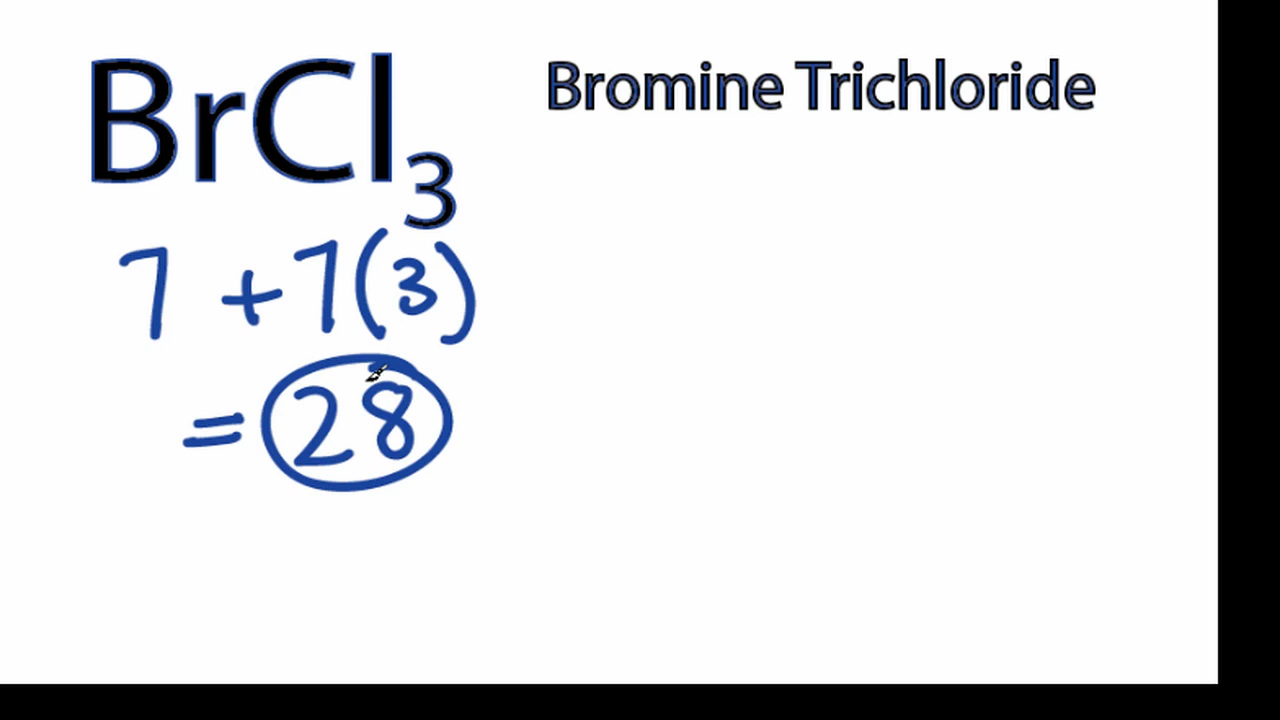 BrCl₃
Bromine Trichloride
7 + 7(3)
= 28